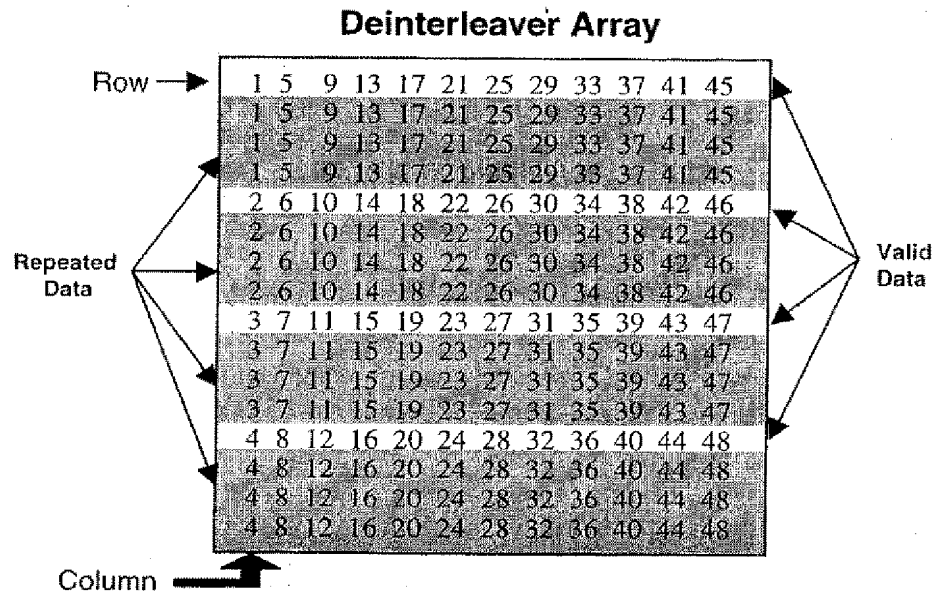 Deinterleaver Array
Row
1 5 9 13 17 21 25 29 33 37 41 45
1 5 9 13 17 21 25 29 33 37 41 45
1 5 9 13 17 21 25 29 33 37 41 45
1 5 9 13 17 21 25 29 33 37 41 45
2 6 10 14 18 22 26 30 34 38 42 46
2 6 10 14 18 22 26 30 34 38 42 46
2 6 10 14 18 22 26 30 34 38 42 46
2 6 10 14 18 22 26 30 34 38 42 46
3 7 11 15 19 23 27 31 35 39 43 47
3 7 11 15 19 23 27 31 35 39 43 47
3 7 11 15 19 23 27 31 35 39 43 47
3 7 11 15 19 23 27 31 35 39 43 47
4 8 12 16 20 24 28 32 36 40 44 48
4 8 12 16 20 24 28 32 36 40 44 48
4 8 12 16 20 24 28 32 36 40 44 48
4 8 12 16 20 24 28 32 36 40 44 48
Repeated
Data
Valid
Data
Column